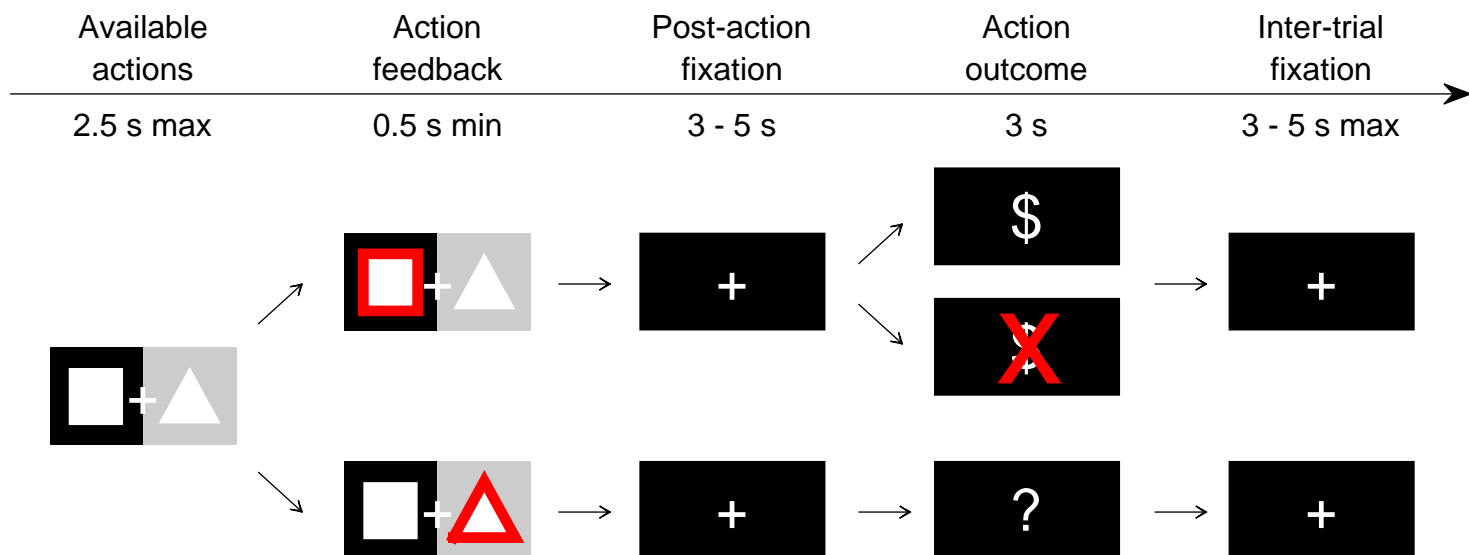 Available actions
Action feedback
Post-action fixation
Action outcome
Inter-trial fixation
2.5 s max
0.5 s min
3 - 5 s
3 s
3 - 5 s max
$
+
+
+
+
$
X
+
+
+
?
+